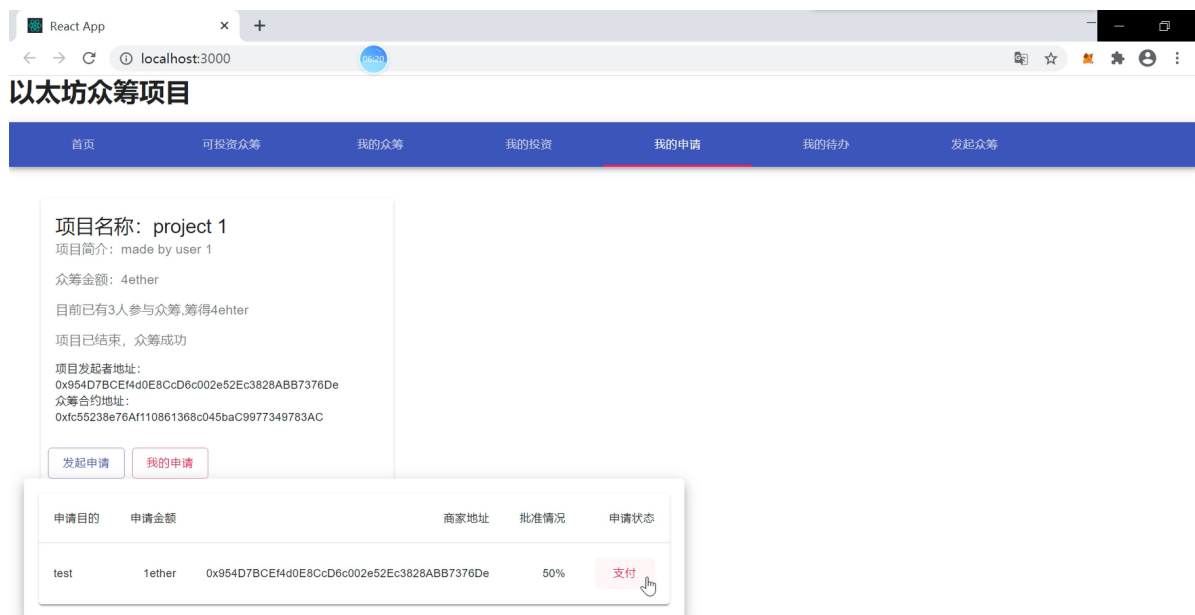 React App
localhost:3000
06:20
以太坊众筹项目
首页 可投资众筹 我的众筹 我的投资 我的申请 我的待办 发起众筹
项目名称：project 1
项目简介：made by user 1
众筹金额：4ether
目前已有3人参与众筹,筹得4ehter
项目已结束，众筹成功
项目发起者地址：
0x954D7BCEf4d0E8CcD6c002e52Ec3828ABB7376De
众筹合约地址：
0xfc55238e76Af110861368c045baC9977349783AC
发起申请 我的申请
申请目的 申请金额 商家地址 批准情况 申请状态
test 1ether 0x954D7BCEf4d0E8CcD6c002e52Ec3828ABB7376De 50% 支付